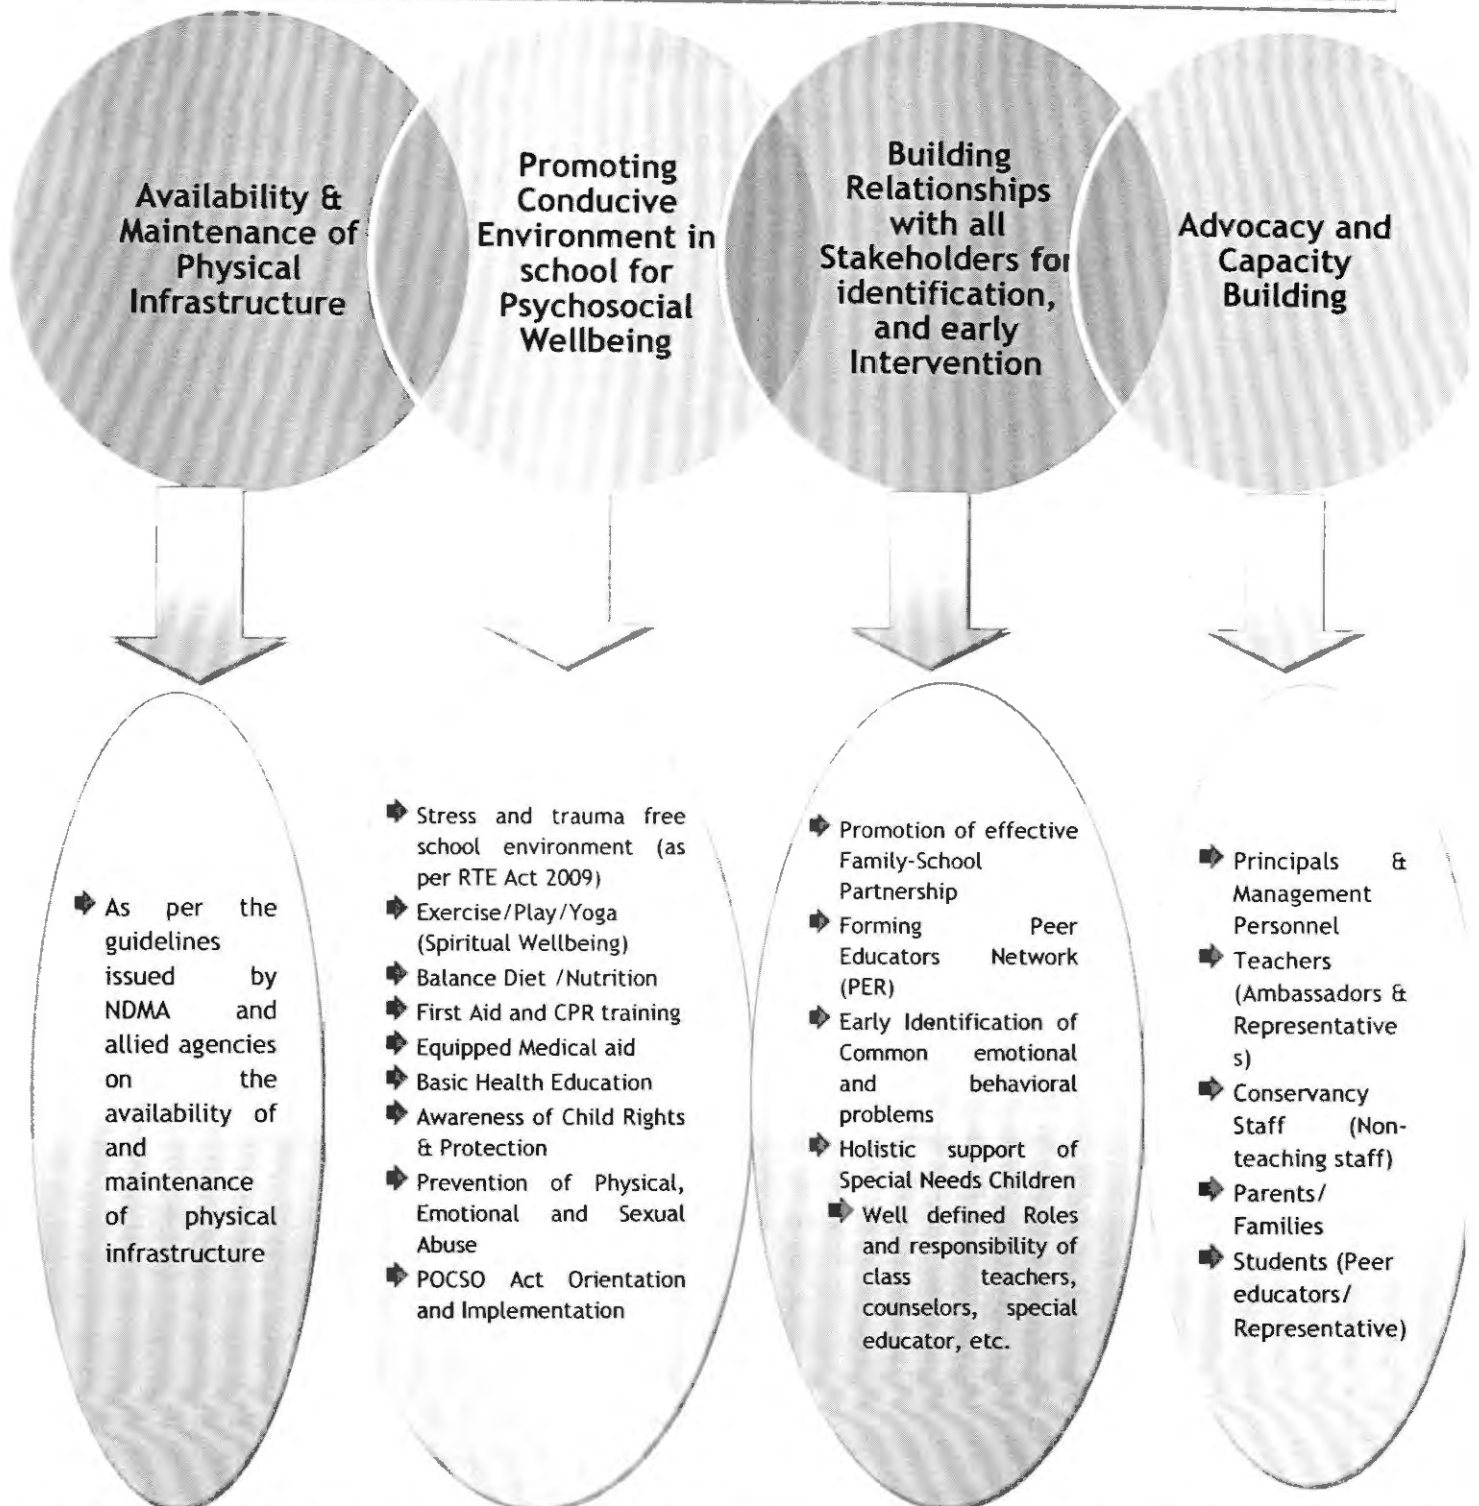 Availability &
Maintenance of
Physical
Infrastructure
Promoting
Conducive
Environment in
school for
Psychosocial
Wellbeing
Building
Relationships
with all
Stakeholders for
identification,
and early
Intervention
Advocacy and
Capacity
Building
As per the
guidelines
issued by
NDMA and
allied agencies
on the
availability of
and
maintenance
of physical
infrastructure
Stress and trauma free
school environment (as
per RTE Act 2009)
Exercise/Play/Yoga
(Spiritual Wellbeing)
Balance Diet /Nutrition
First Aid and CPR training
Equipped Medical aid
Basic Health Education
Awareness of Child Rights
& Protection
Prevention of Physical,
Emotional and Sexual
Abuse
POCSO Act Orientation
and Implementation
Promotion of effective
Family-School
Partnership
Forming Peer
Educators Network
(PER)
Early Identification of
Common emotional
and behavioral
problems
Holistic support of
Special Needs Children
Well defined Roles
and responsibility of
class teachers,
counselors, special
educator, etc.
Principals &
Management
Personnel
Teachers
(Ambassadors &
Representative
s)
Conservancy
Staff (Non-
teaching staff)
Parents/
Families
Students (Peer
educators/
Representative)